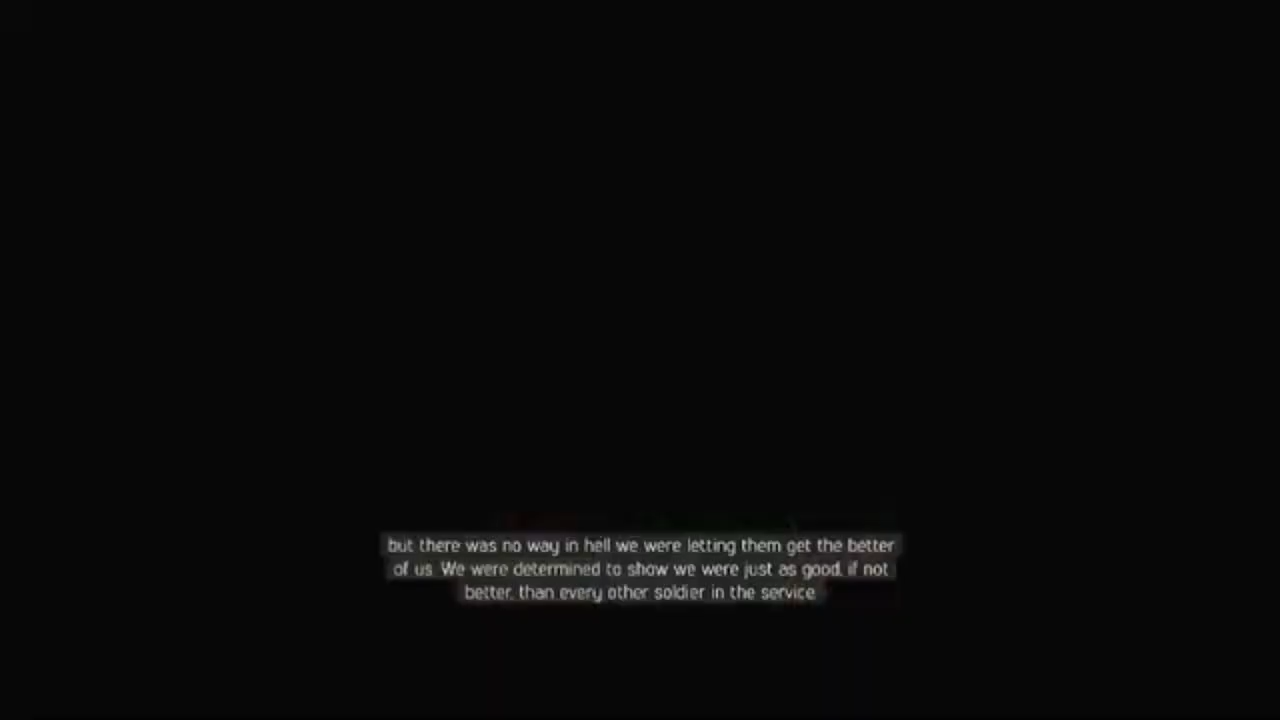 but there was no way in hell we were letting them get the better
of us. We were determined to show we were just as good, if not
better, than every other soldier in the service.